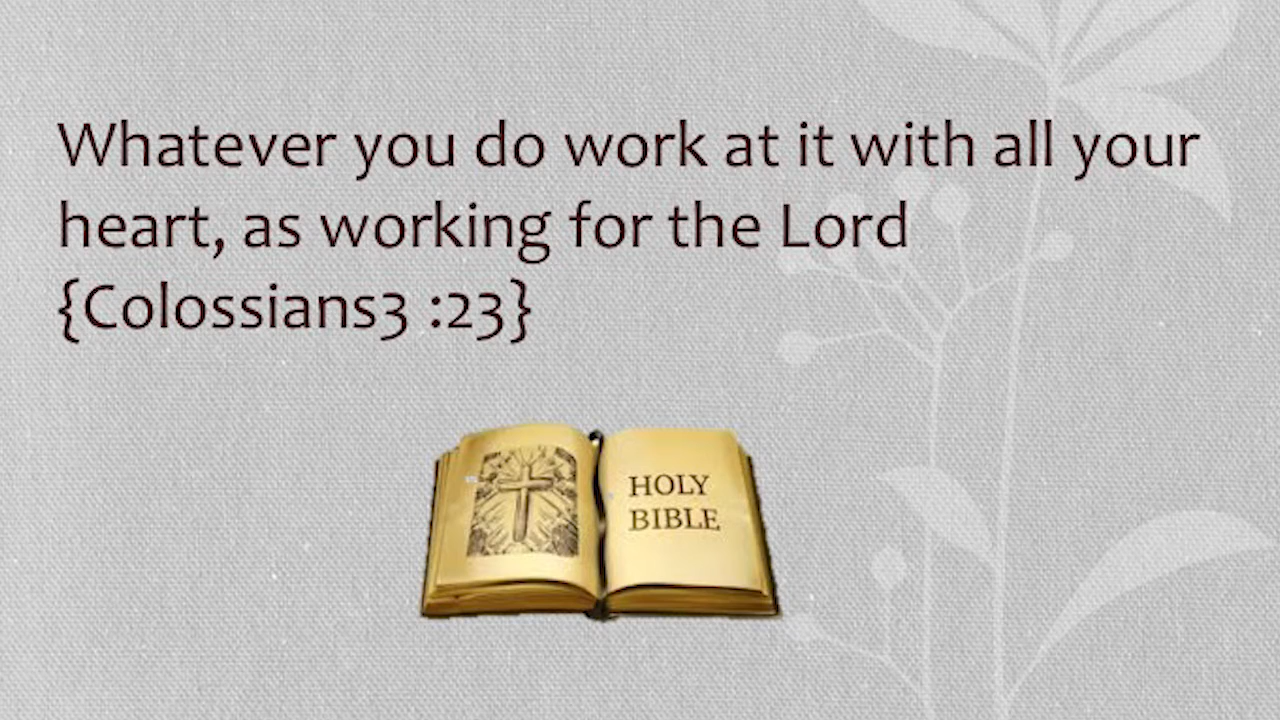 Whatever you do work at it with all your
heart, as working for the Lord
{Colossians3 :23}
HOLY
BIBLE